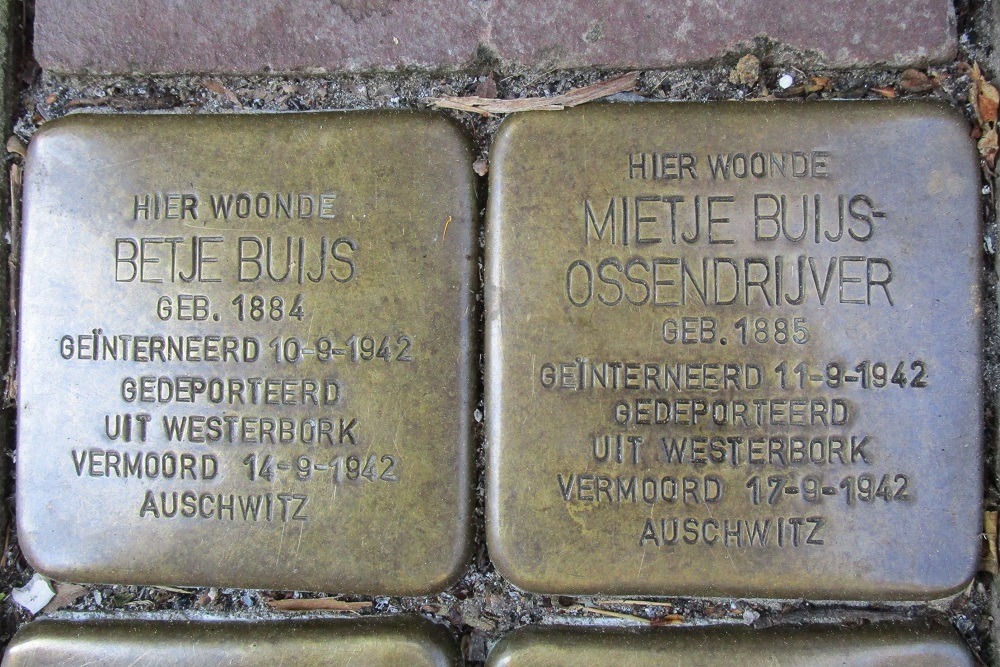 HIER WOONDE
BETJE BUIJS
GEB. 1884
GEÏNTERNEERD 10-9-1942
GEDEPORTEERD
UIT WESTERBORK
VERMOORD 14-9-1942
AUSCHWITZ
HIER WOONDE
MIETJE BUIJS-
OSSENDRIJVER
GEB. 1885
GEÏNTERNEERD 11-9-1942
GEDEPORTEERD
UIT WESTERBORK
VERMOORD 17-9-1942
AUSCHWITZ